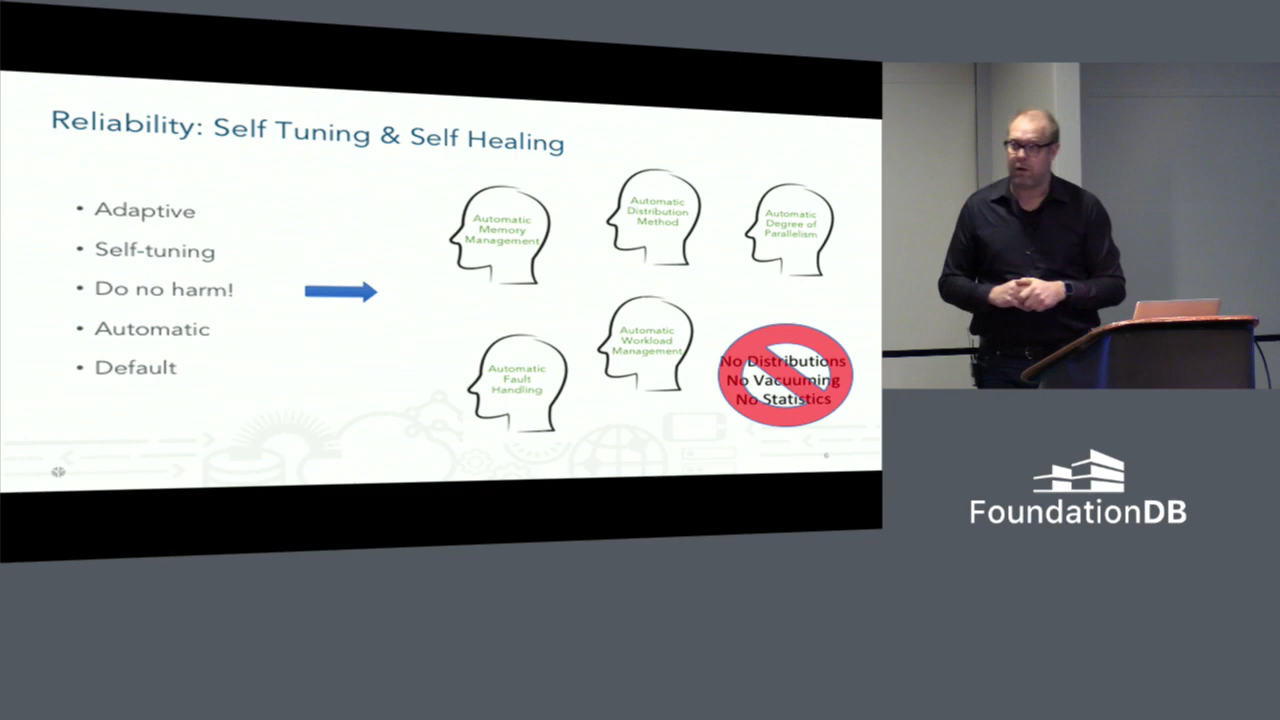 Reliability: Self Tuning & Self Healing
• Adaptive
• Self-tuning
• Do no harm!
• Automatic
• Default
Automatic
Memory
Management
Automatic
Distribution
Method
Automatic
Degree of
Parallelism
Automatic
Fault
Handling
Automatic
Workload
Management
No Distributions
No Vacuuming
No Statistics
6
FoundationDB